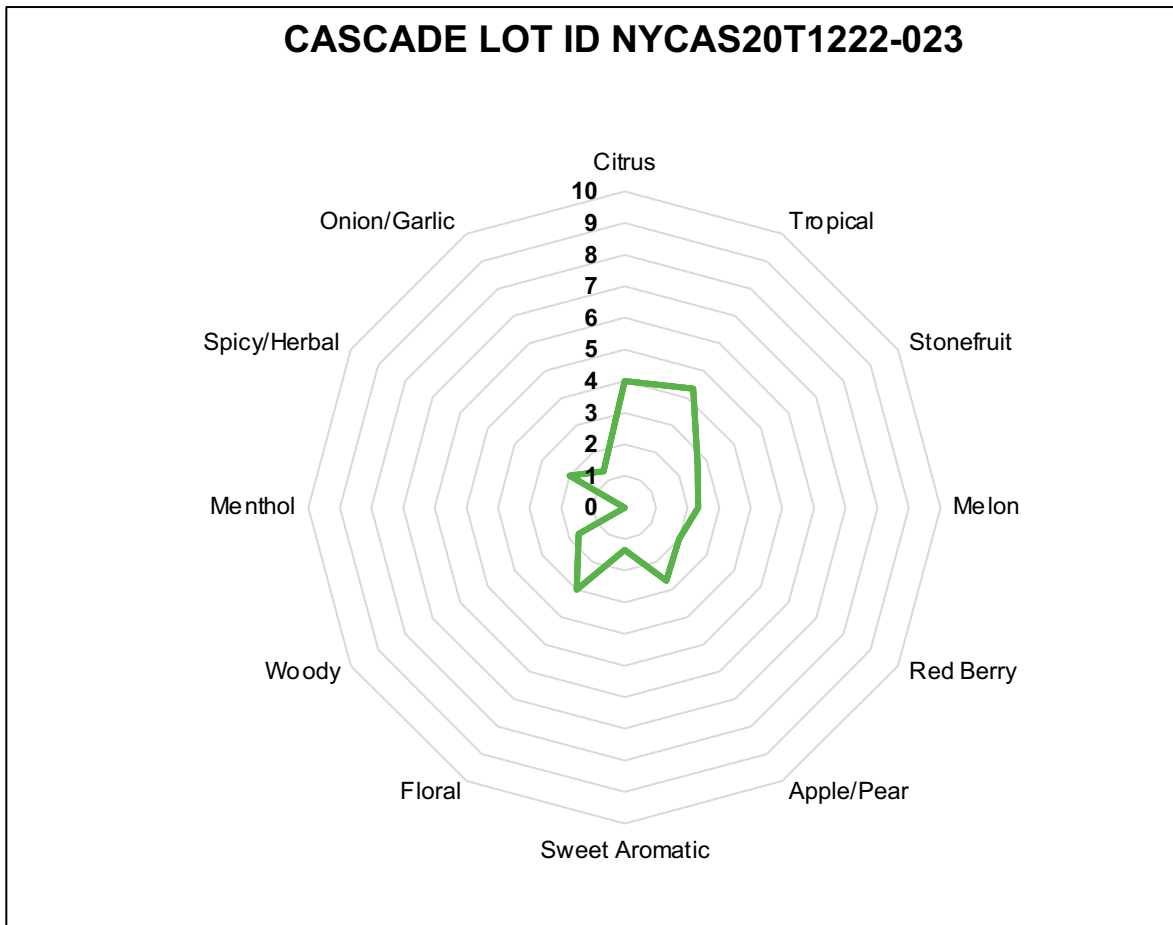 CASCADE LOT ID NYCAS20T1222-023
Citrus
10
Onion/Garlic
Tropical
9
8
7
Spicy/Herbal
6
Stonefruit
5
4
3
2
1
Menthol
0
Melon
Woody
Red Berry
Floral
Apple/Pear
Sweet Aromatic